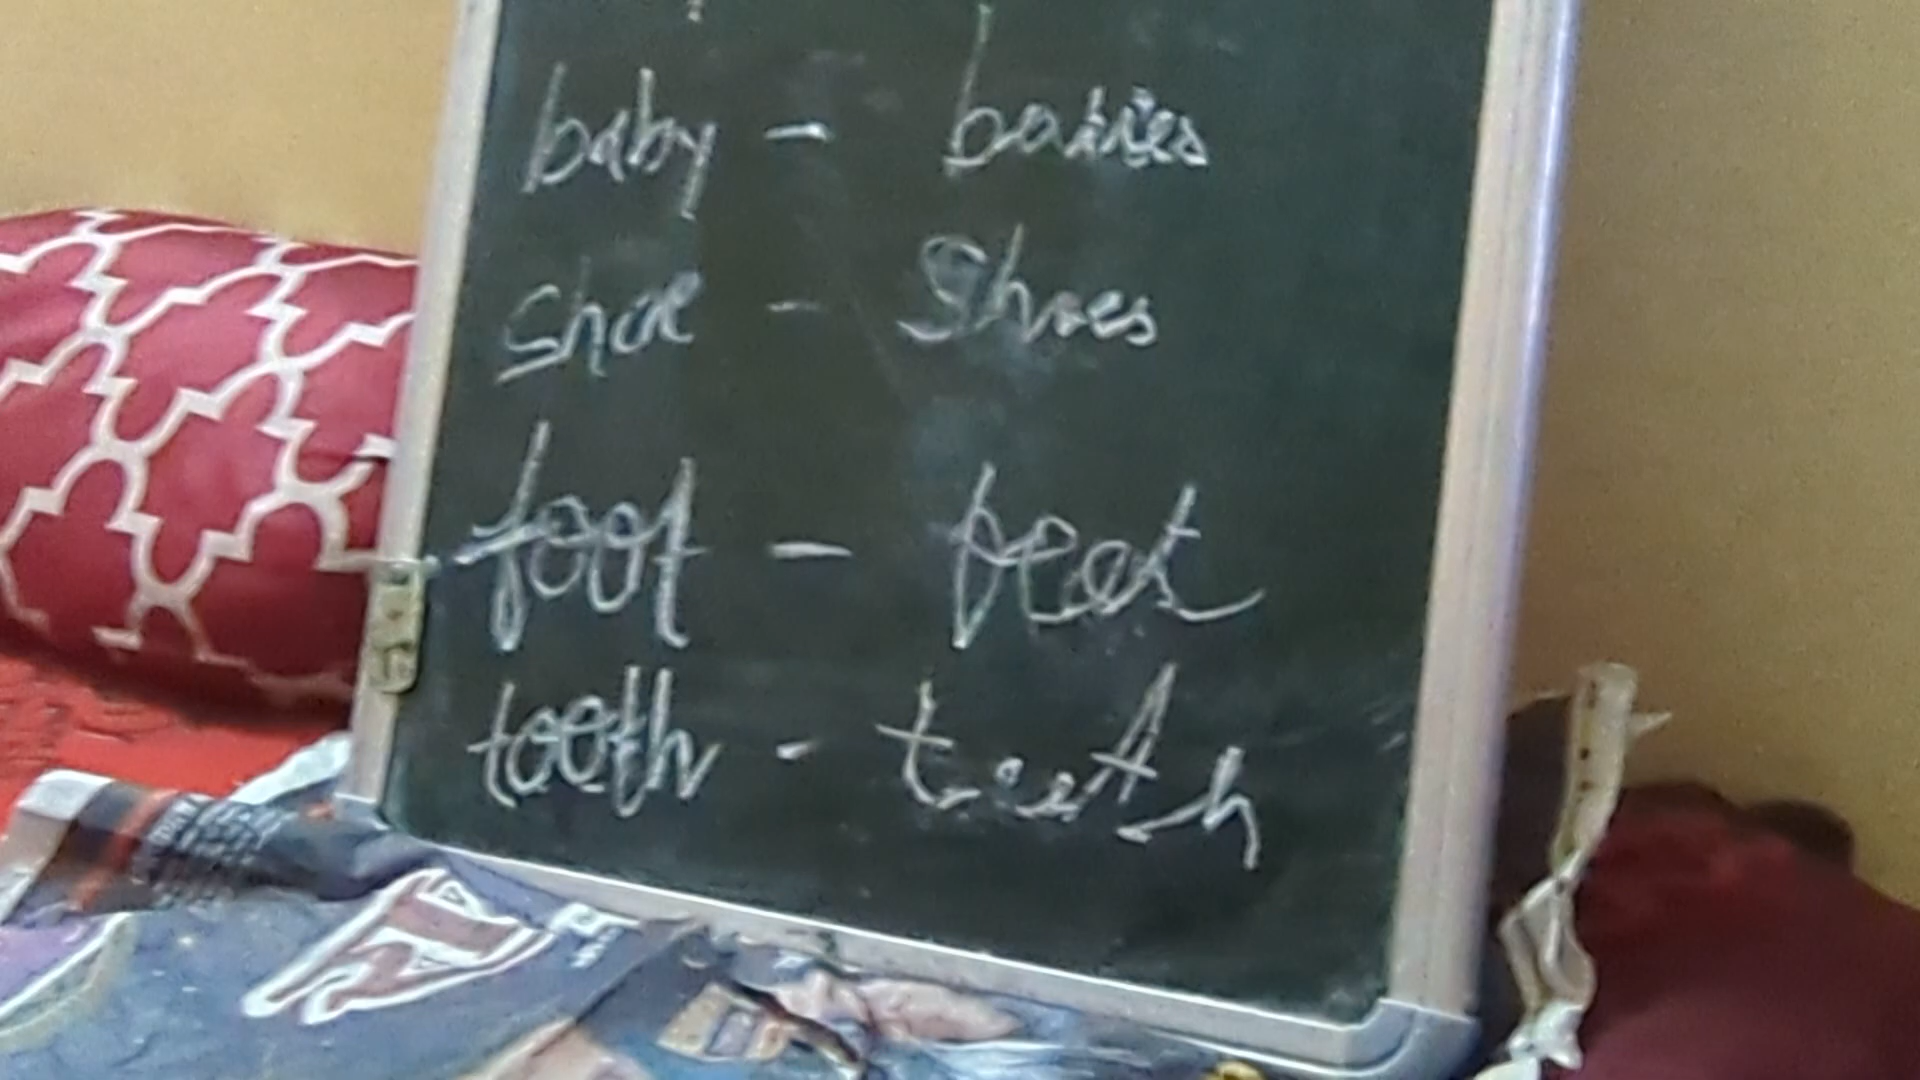 baby - babies
shoe - Shoes
foot - feet
tooth - teeth